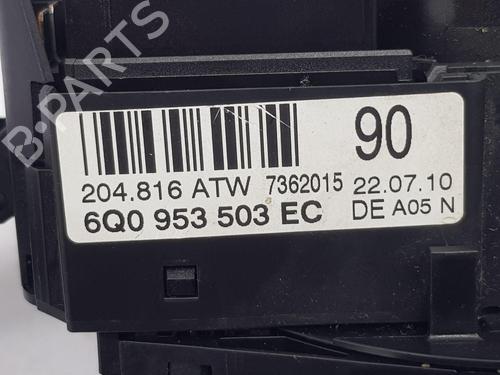 B-PARTS
90
204.816 ATW 7362015 22.07.10
6Q0 953 503 EC DE A05 N